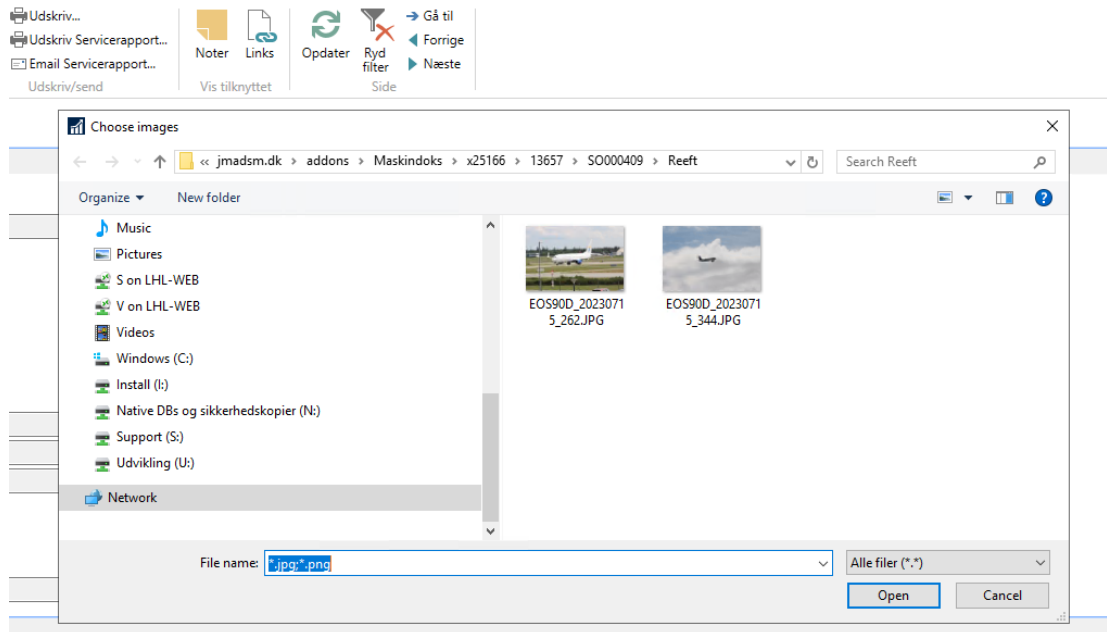 Udskriv...
Udskriv Servicerapport...
Email Servicerapport...
Udskriv/send
Noter
Links
Vis tilknyttet
Opdater
Ryd
filter
Gå til
Forrige
Næste
Side
Choose images
« jmadsm.dk > addons > Maskindoks > x25166 > 13657 > SO000409 > Reeft
Search Reeft
Organize
New folder
Music
Pictures
S on LHL-WEB
V on LHL-WEB
Videos
Windows (C:)
Install (I:)
Native DBs og sikkerhedskopier (N:)
Support (S:)
Udvikling (U:)
Network
EOS90D_2023071
5_262.JPG
EOS90D_2023071
5_344.JPG
File name:
*.jpg;*.png
Alle filer (*.*)
Open
Cancel